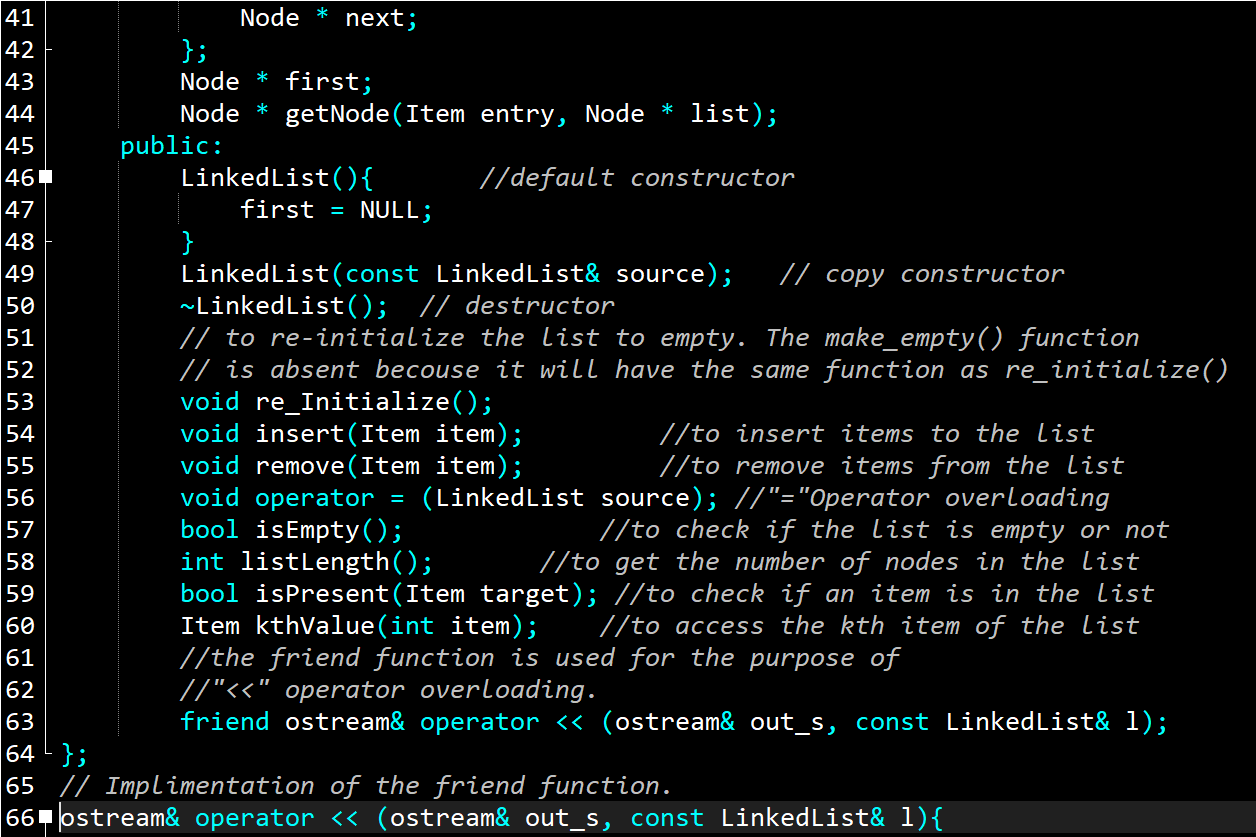 41 Node * next;
42 };
43 Node * first;
44 Node * getNode(Item entry, Node * list);
45 public:
46 LinkedList(){ //default constructor
47 first = NULL;
48 }
49 LinkedList(const LinkedList& source); // copy constructor
50 ~LinkedList(); // destructor
51 // to re-initialize the list to empty. The make_empty() function
52 // is absent becouse it will have the same function as re_initialize()
53 void re_Initialize();
54 void insert(Item item); //to insert items to the list
55 void remove(Item item); //to remove items from the list
56 void operator = (LinkedList source); //"="Operator overloading
57 bool isEmpty(); //to check if the list is empty or not
58 int listLength(); //to get the number of nodes in the list
59 bool isPresent(Item target); //to check if an item is in the list
60 Item kthValue(int item); //to access the kth item of the list
61 //the friend function is used for the purpose of
62 //"<<" operator overloading.
63 friend ostream& operator << (ostream& out_s, const LinkedList& l);
64 };
65 // Implimentation of the friend function.
66 ostream& operator << (ostream& out_s, const LinkedList& l){